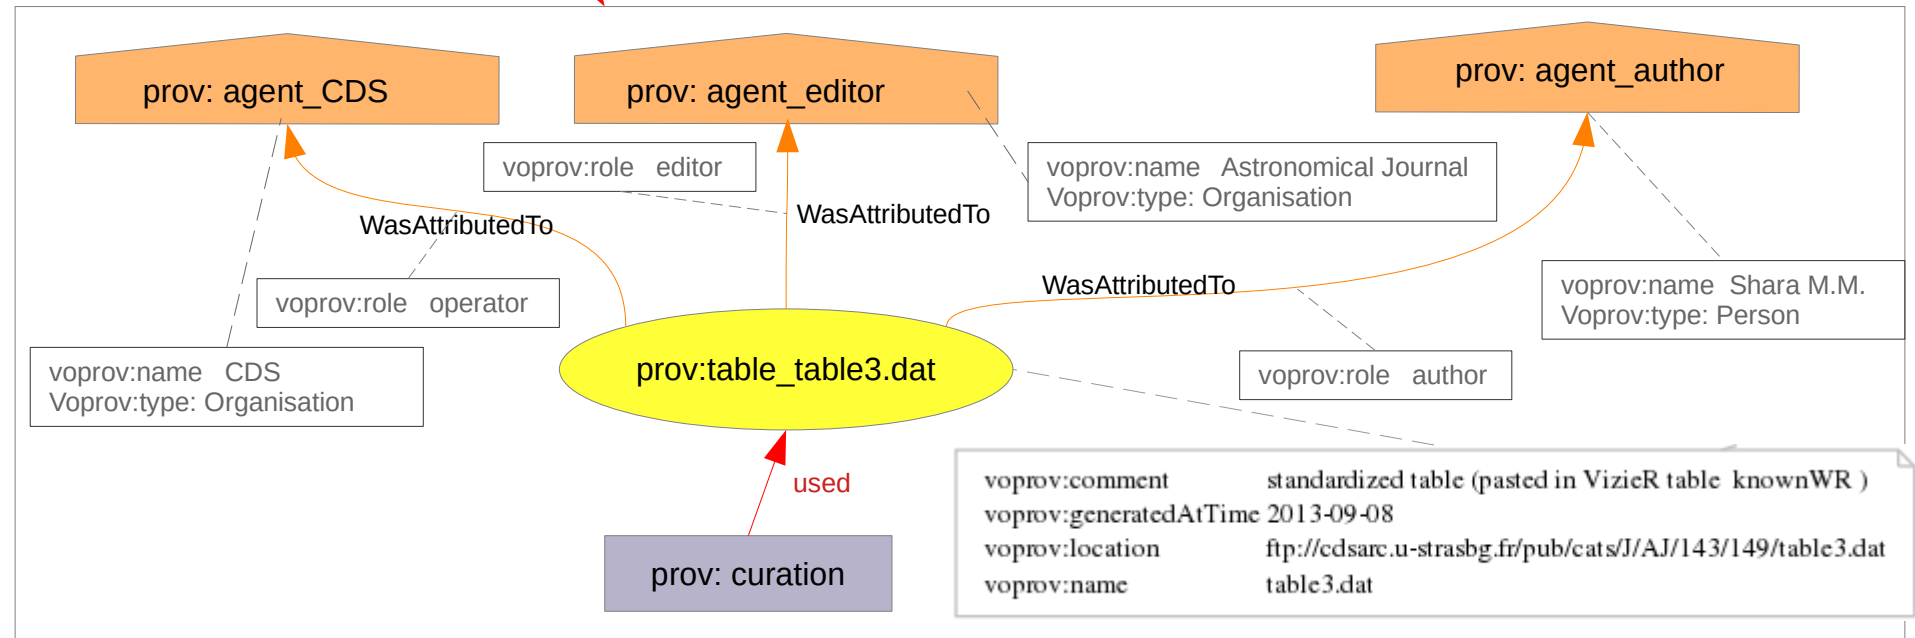 prov: agent_CDS
prov: agent_editor
prov: agent_author
voprov:role editor
voprov:name Astronomical Journal
Voprov:type: Organisation
WasAttributedTo
WasAttributedTo
WasAttributedTo
voprov:role operator
voprov:name Shara M.M.
Voprov:type: Person
voprov:name CDS
Voprov:type: Organisation
prov:table_table3.dat
voprov:role author
used
voprov:comment standardized table (pasted in VizieR table knownWR )
voprov:generatedAtTime 2013-09-08
voprov:location ftp://cdsarc.u-strasbg.fr/pub/cats/J/AJ/143/149/table3.dat
voprov:name table3.dat
prov: curation